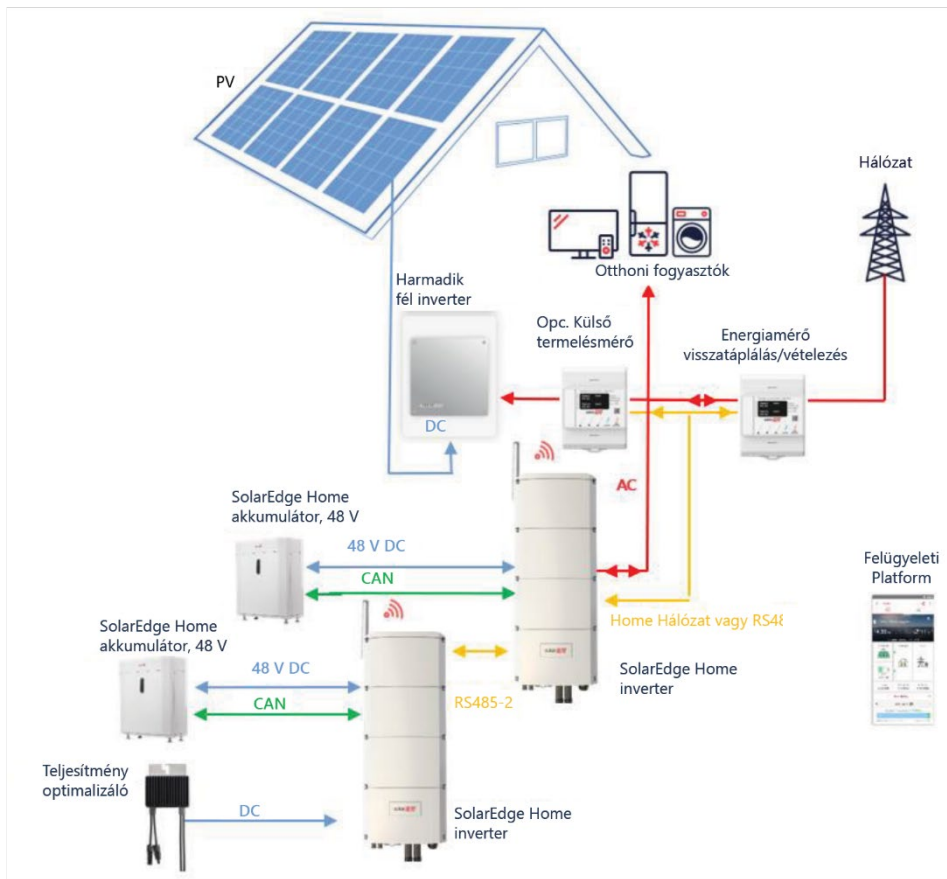 PV
Hálózat
Otthoni fogyasztók
Harmadik
fél inverter
Opc. Külső
termelésmérő
Energiamérő
visszatáplálás/vételezés
DC
AC
SolarEdge Home
akkumulátor, 48 V
48 V DC
CAN
Felügyeleti
Platform
Home Hálózat vagy RS48
SolarEdge Home
inverter
SolarEdge Home
akkumulátor, 48 V
48 V DC
CAN
RS485-2
Teljesítmény
optimalizáló
DC
SolarEdge Home
inverter